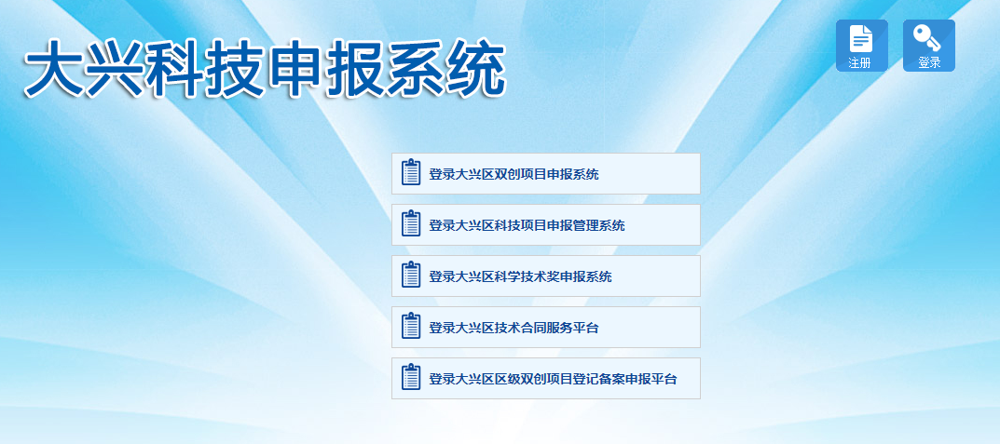 大兴科技申报系统
注册
登录
登录大兴区双创项目申报系统
登录大兴区科技项目申报管理系统
登录大兴区科学技术奖申报系统
登录大兴区技术合同服务平台
登录大兴区区级双创项目登记备案申报平台